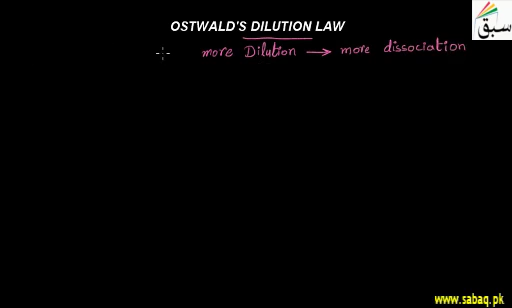 OSTWALD'S DILUTION LAW
سبق
more Dilution → more dissociation
www.sabaq.pk